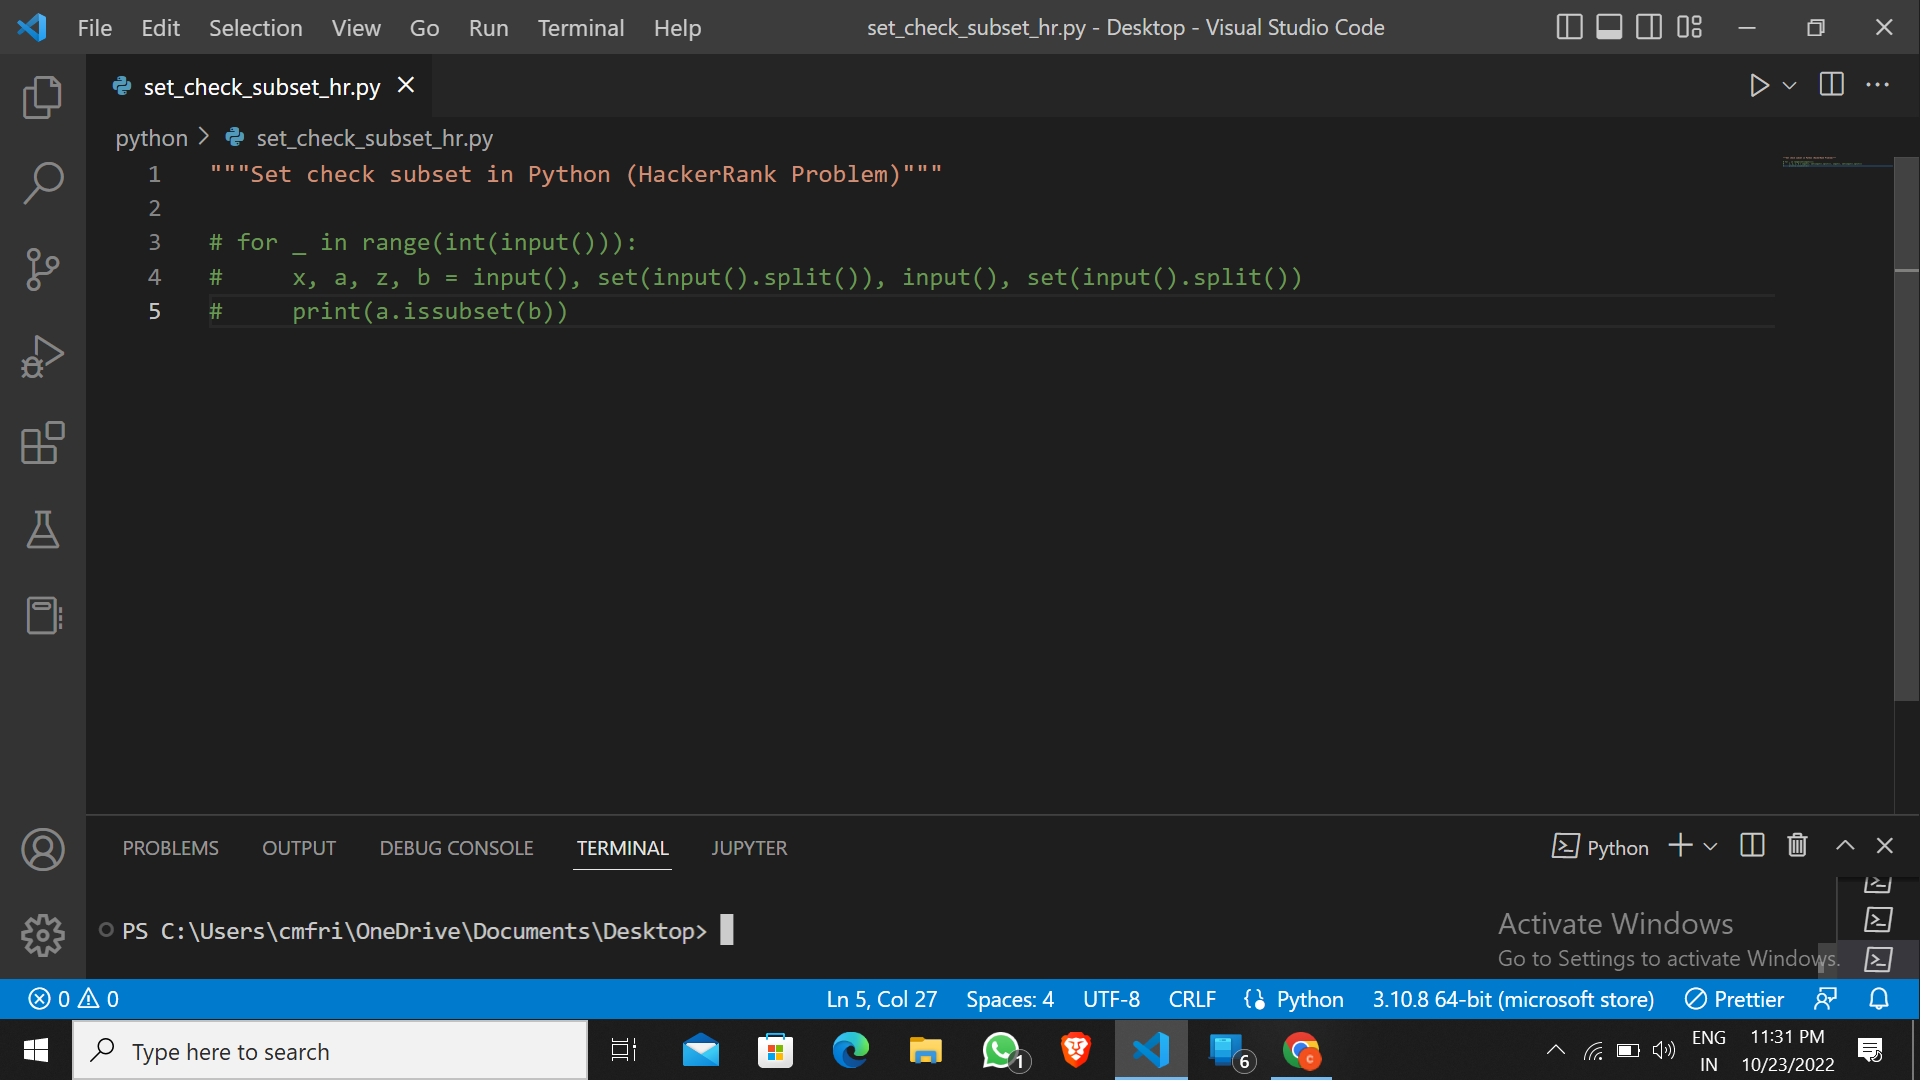 File Edit Selection View Go Run Terminal Help set_check_subset_hr.py - Desktop - Visual Studio Code
set_check_subset_hr.py
python > set_check_subset_hr.py
1 """Set check subset in Python (HackerRank Problem)"""
2
3 # for _ in range(int(input())):
4 #     x, a, z, b = input(), set(input().split()), input(), set(input().split())
5 #     print(a.issubset(b))
PROBLEMS OUTPUT DEBUG CONSOLE TERMINAL JUPYTER Python
PS C:\Users\cmfri\OneDrive\Documents\Desktop>
Activate Windows
Go to Settings to activate Windows.
0 0 Ln 5, Col 27 Spaces: 4 UTF-8 CRLF Python 3.10.8 64-bit (microsoft store) Prettier
Type here to search 1 6 C ENG 11:31 PM
IN 10/23/2022